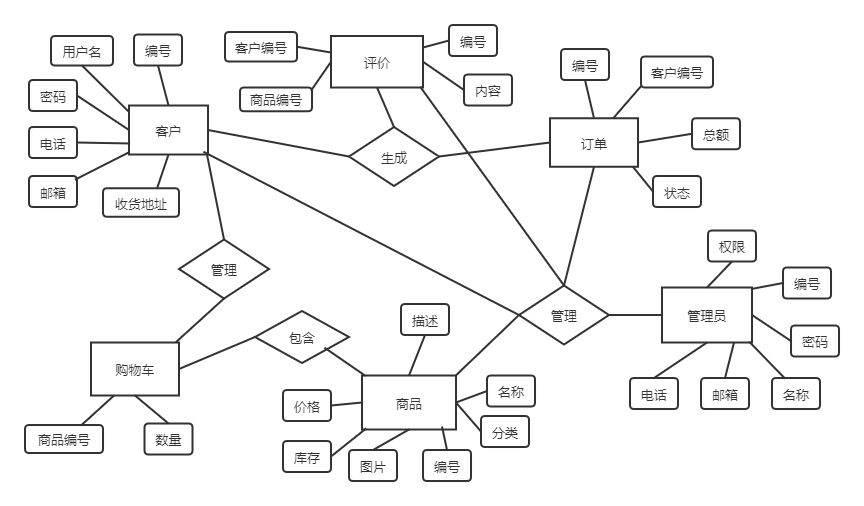 用户名
编号
客户编号
评价
编号
密码
商品编号
内容
编号
客户编号
电话
客户
生成
订单
总额
邮箱
收货地址
状态
管理
权限
编号
管理
管理员
包含
描述
密码
购物车
价格
商品
名称
电话
邮箱
名称
商品编号
数量
库存
图片
编号
分类